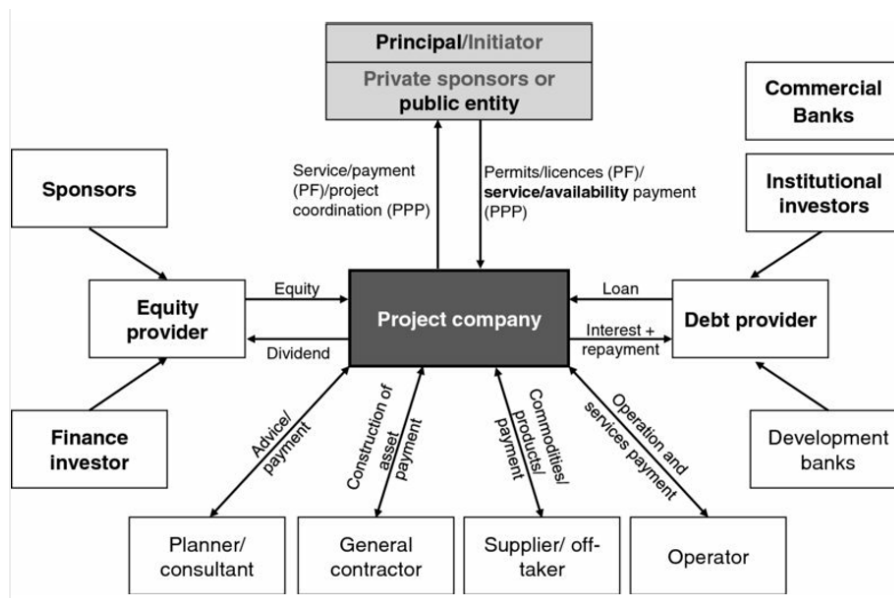 Principal/Initiator
Private sponsors or
public entity
Commercial
Banks
Sponsors
Service/payment
(PF)/project
coordination (PPP)
Permits/licences (PF)/
service/availability payment
(PPP)
Institutional
investors
Equity
provider
Equity
Dividend
Project company
Loan
Interest +
repayment
Debt provider
Finance
investor
Advice/
payment
Construction of
asset
payment
Commodities/
products/
payment
Operation and
services payment
Development
banks
Planner/
consultant
General
contractor
Supplier/ off-
taker
Operator